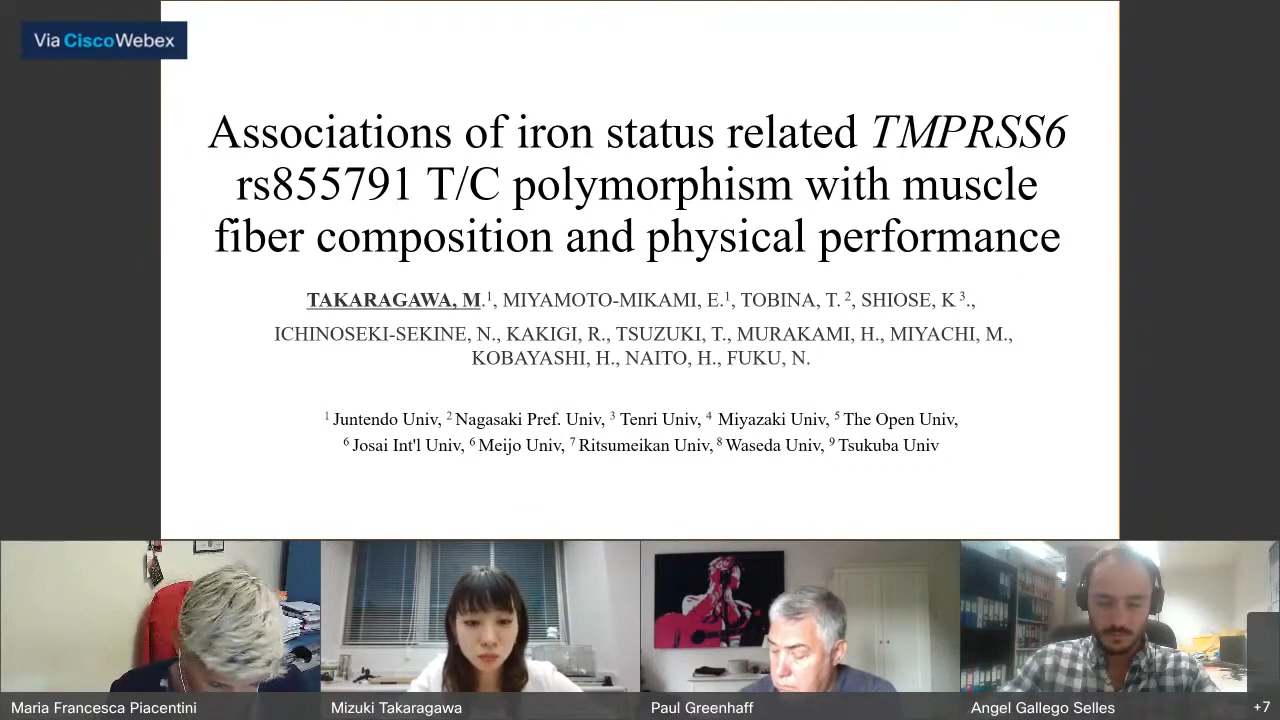 Via CiscoWebex
Associations of iron status related TMPRSS6
rs855791 T/C polymorphism with muscle
fiber composition and physical performance
TAKARAGAWA, M.¹, MIYAMOTO-MIKAMI, E.¹, TOBINA, T. ², SHIOSE, K ³.,
ICHINOSEKI-SEKINE, N., KAKIGI, R., TSUZUKI, T., MURAKAMI, H., MIYACHI, M.,
KOBAYASHI, H., NAITO, H., FUKU, N.
¹ Juntendo Univ, ² Nagasaki Pref. Univ, ³ Tenri Univ, ⁴ Miyazaki Univ, ⁵ The Open Univ,
⁶ Josai Int'l Univ, ⁶ Meijo Univ, ⁷ Ritsumeikan Univ, ⁸ Waseda Univ, ⁹ Tsukuba Univ
Maria Francesca Piacentini
Mizuki Takaragawa
Paul Greenhaff
Angel Gallego Selles
+7